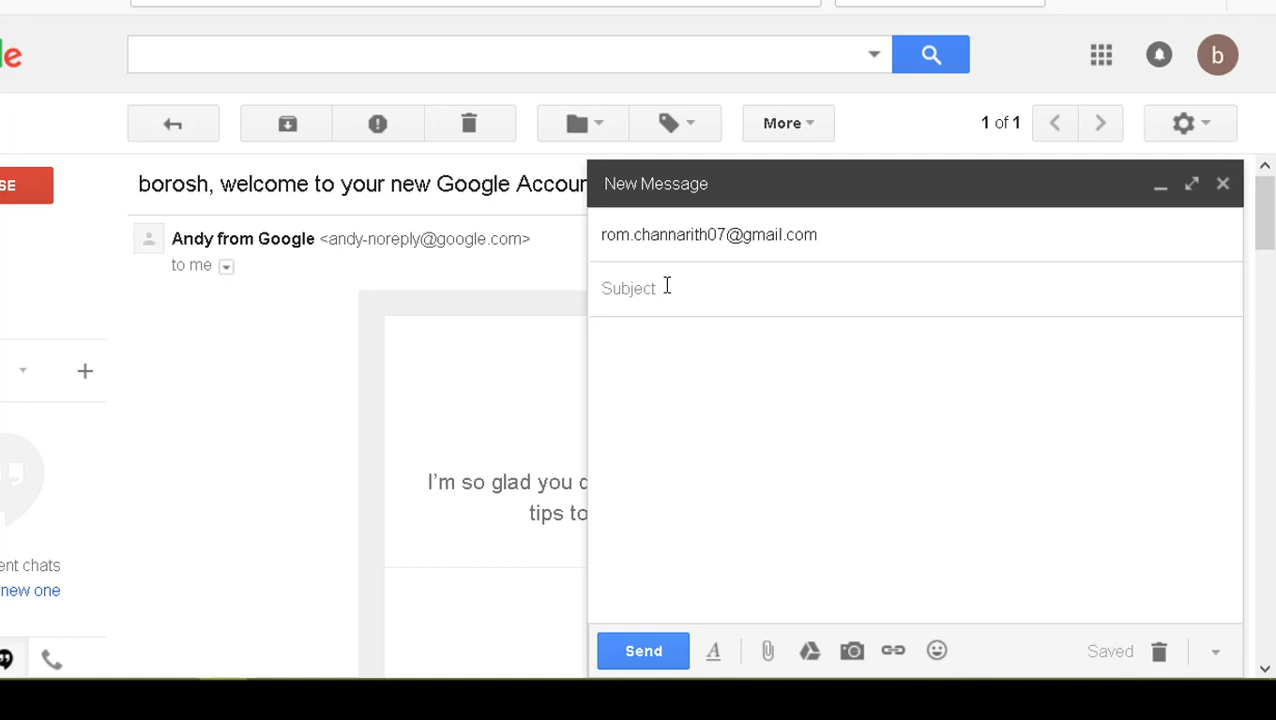 le
b
More
1 of 1
SE
borosh, welcome to your new Google Accoun
New Message
Andy from Google <andy-noreply@google.com>
to me
rom.channarith07@gmail.com
Subject
I'm so glad you d
tips to
ent chats
new one
Send
A
Saved